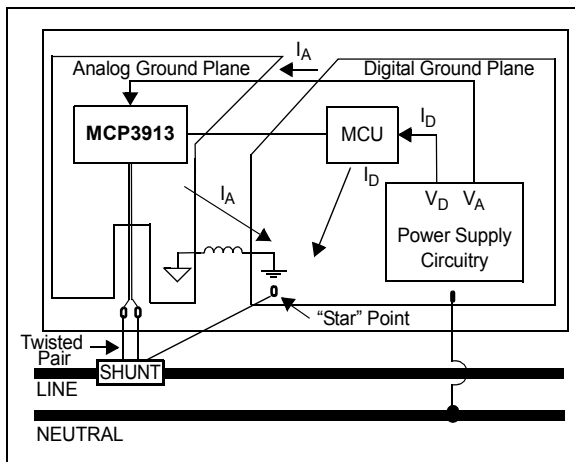 I_A
Analog Ground Plane
Digital Ground Plane
MCP3913
MCU
I_D
I_A
I_D
V_D V_A
Power Supply
Circuitry
"Star" Point
Twisted
Pair
SHUNT
LINE
NEUTRAL